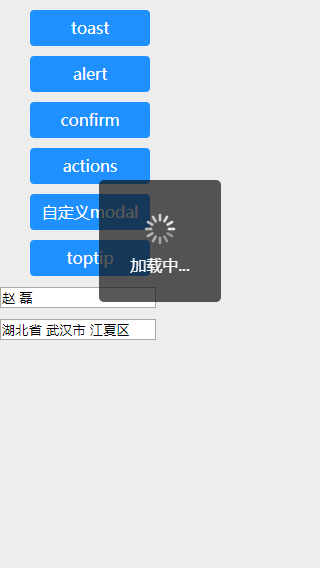 toast
alert
confirm
actions
自定义modal
toptip
加载中...
赵 磊
湖北省 武汉市 江夏区